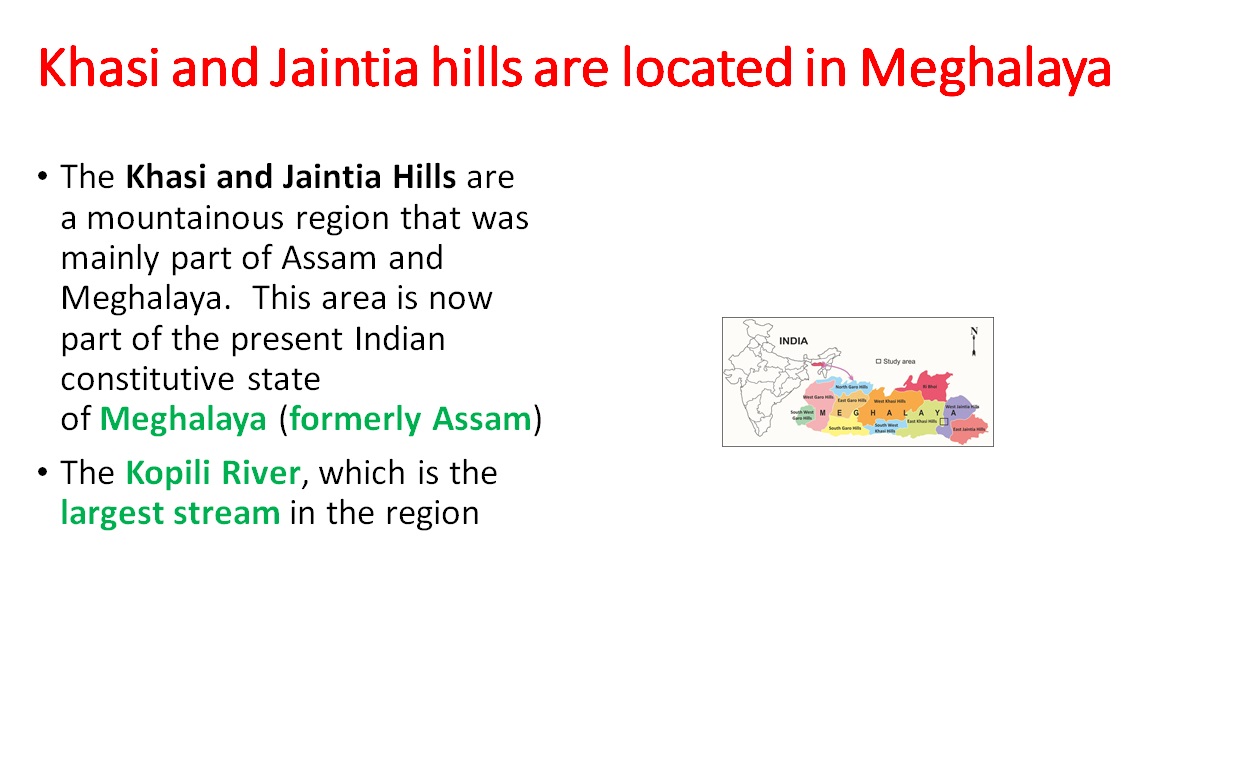 Khasi and Jaintia hills are located in Meghalaya
• The Khasi and Jaintia Hills are
a mountainous region that was
mainly part of Assam and
Meghalaya.  This area is now
part of the present Indian
constitutive state
of Meghalaya (formerly Assam)
• The Kopili River, which is the
largest stream in the region
INDIA
N
Study area
North Garo Hills
Ri Bhoi
West Garo Hills
East Garo Hills
West Khasi Hills
West Jaintia Hills
South West
Garo Hills
M E G H A L A Y A
East Khasi Hills
South Garo Hills
South West
Khasi Hills
East Jaintia Hills